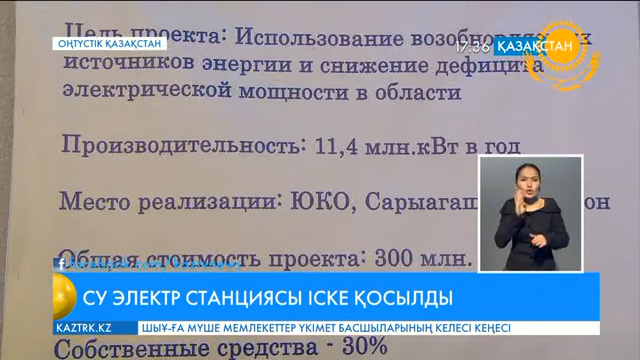 Цель проекта: Использование
ОҢТҮСТІК ҚАЗАҚСТАН
17:36 ҚАЗАҚСТАН
источников энергии и снижение дефицита
электрической мощности в области
Производительность: 11,4 млн.кВт в год
Место реализации: ЮКО,
Общая стоимость проекта: 300 млн.
СУ ЭЛЕКТР СТАНЦИЯСЫ ІСКЕ ҚОСЫЛДЫ
KAZTRK.KZ
ШЫҰ-ҒА МҮШЕ МЕМЛЕКЕТТЕР ҮКІМЕТ БАСШЫЛАРЫНЫҢ КЕЛЕСІ КЕҢЕСІ
Собственные средства - 30%